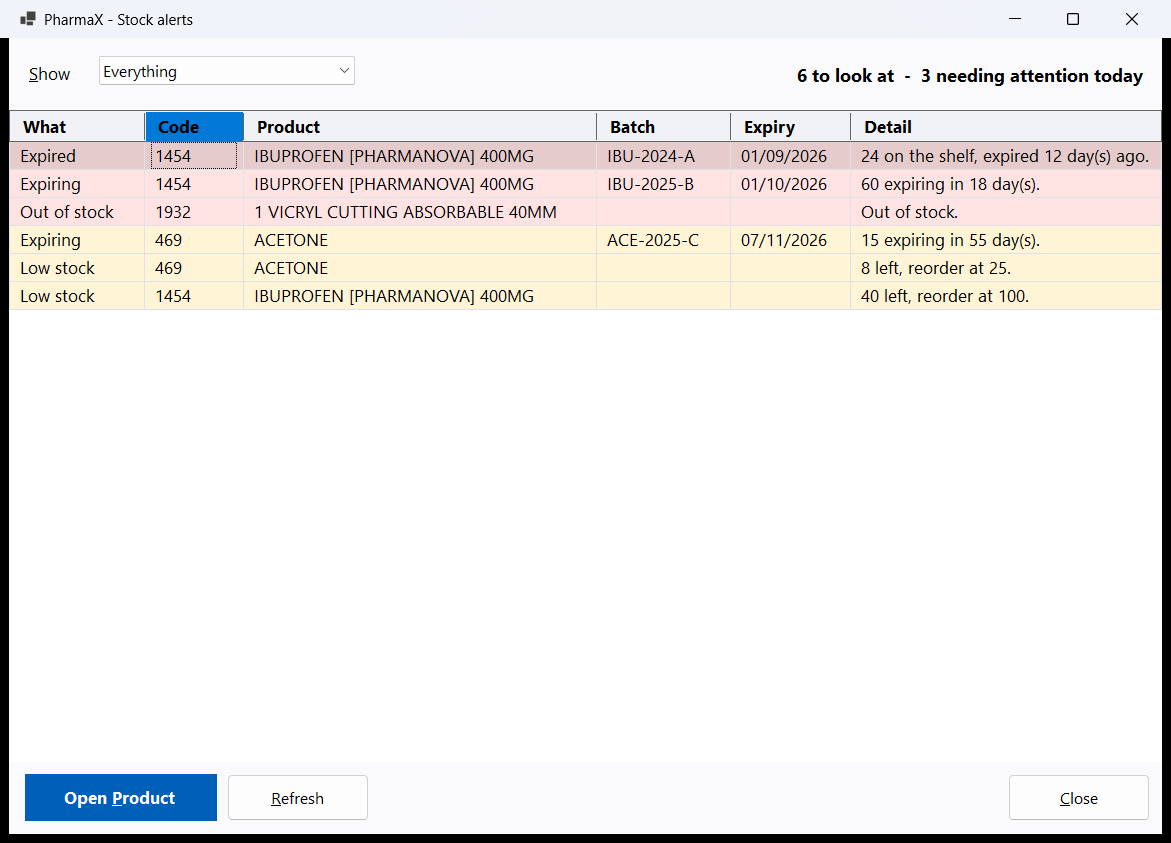 PharmaX - Stock alerts
Show Everything 6 to look at - 3 needing attention today
What Code Product Batch Expiry Detail
Expired 1454 IBUPROFEN [PHARMANOVA] 400MG IBU-2024-A 01/09/2026 24 on the shelf, expired 12 day(s) ago.
Expiring 1454 IBUPROFEN [PHARMANOVA] 400MG IBU-2025-B 01/10/2026 60 expiring in 18 day(s).
Out of stock 1932 1 VICRYL CUTTING ABSORBABLE 40MM Out of stock.
Expiring 469 ACETONE ACE-2025-C 07/11/2026 15 expiring in 55 day(s).
Low stock 469 ACETONE 8 left, reorder at 25.
Low stock 1454 IBUPROFEN [PHARMANOVA] 400MG 40 left, reorder at 100.
Open Product Refresh Close